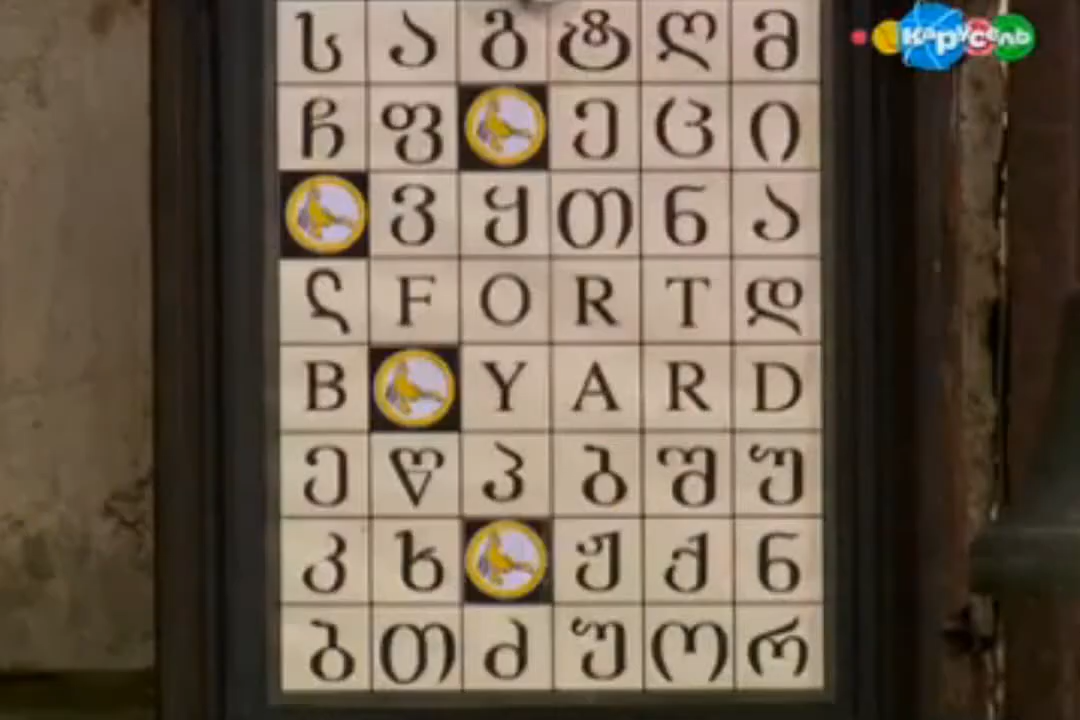 Карусель
ს ა გ ტ ღ მ
ჩ ფ ე ც ი
ვ ყ თ ნ ა
ლ F O R T დ
B Y A R D
ე წ პ ბ შ უ
კ ხ ჟ ქ ნ
ბ თ ძ უ ო რ